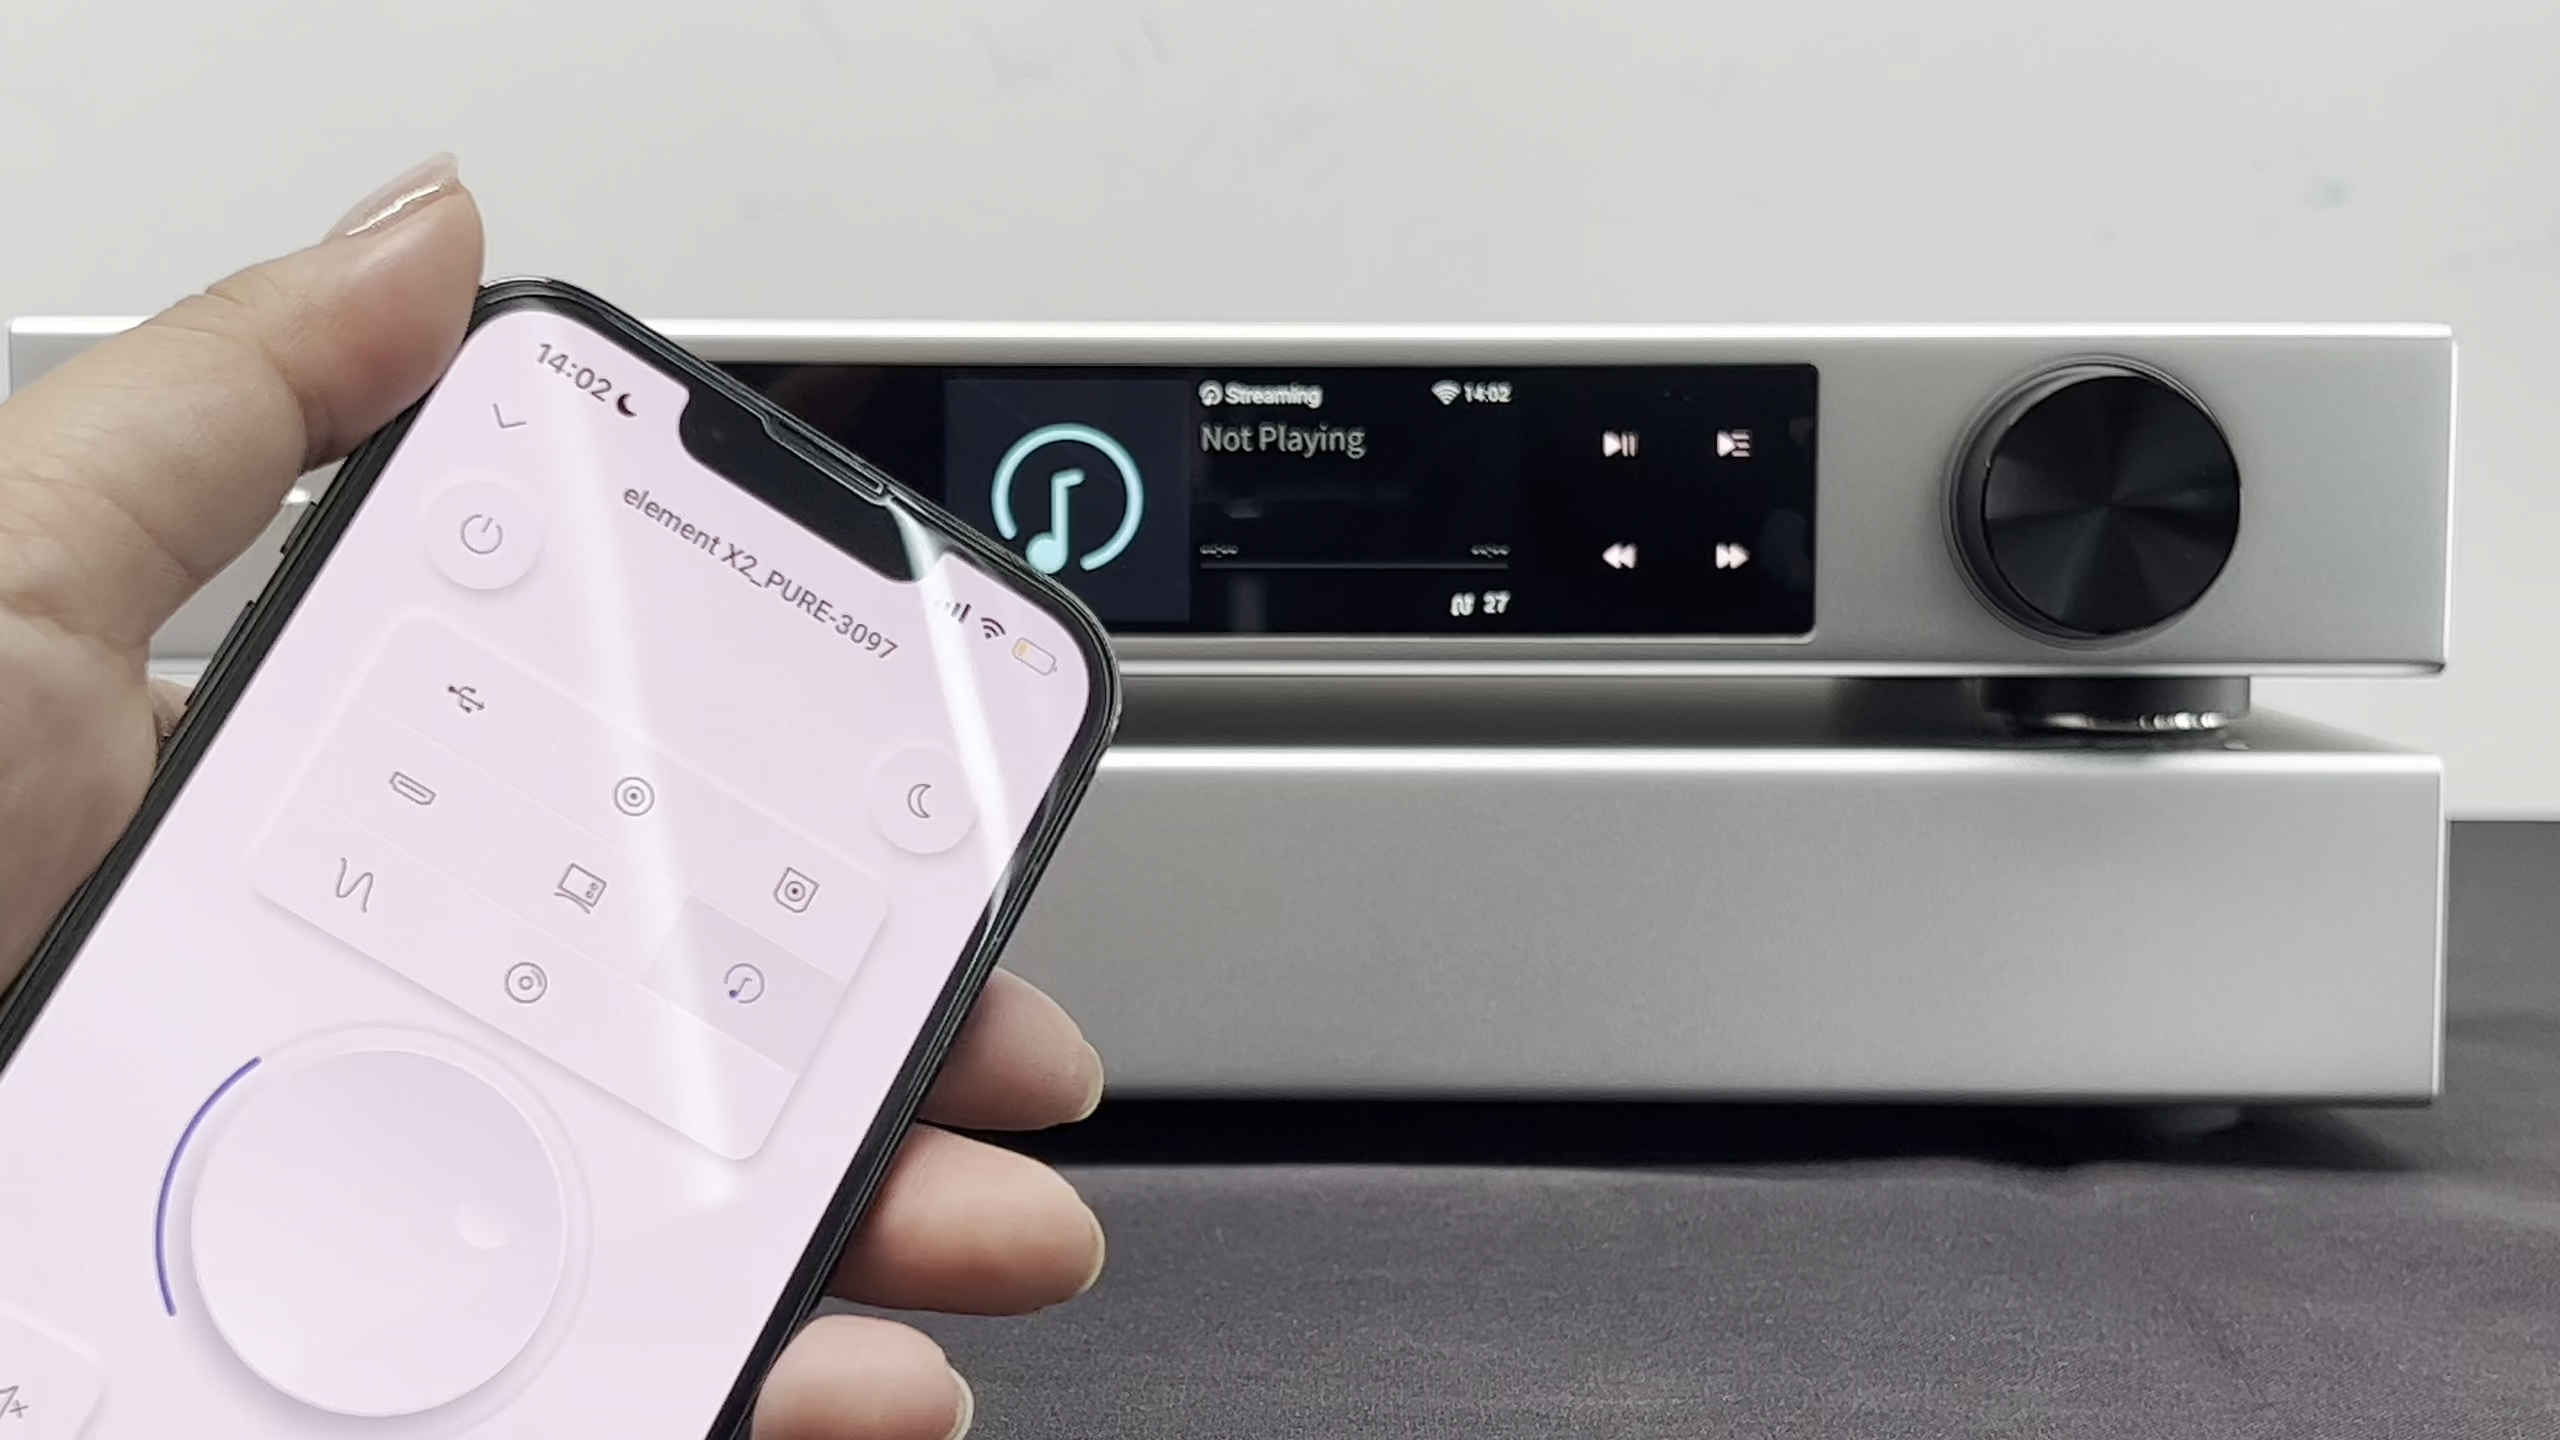 14:02
element X2_PURE-3097
Streaming
14:02
Not Playing
27